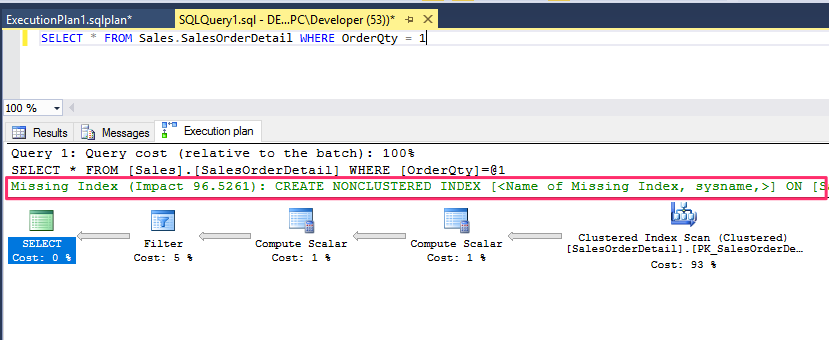 ExecutionPlan1.sqlplan*
SQLQuery1.sql - DE...PC\Developer (53))*
SELECT * FROM Sales.SalesOrderDetail WHERE OrderQty = 1
100 %
Results
Messages
Execution plan
Query 1: Query cost (relative to the batch): 100%
SELECT * FROM [Sales].[SalesOrderDetail] WHERE [OrderQty]=@1
Missing Index (Impact 96.5261): CREATE NONCLUSTERED INDEX [<Name of Missing Index, sysname,>] ON [S
SELECT
Cost: 0 %
Filter
Cost: 5 %
Compute Scalar
Cost: 1 %
Compute Scalar
Cost: 1 %
Clustered Index Scan (Clustered)
[SalesOrderDetail].[PK_SalesOrderDe...
Cost: 93 %